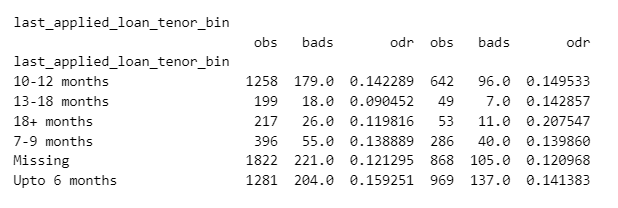 last_applied_loan_tenor_bin
obs bads odr obs bads odr
last_applied_loan_tenor_bin
10-12 months 1258 179.0 0.142289 642 96.0 0.149533
13-18 months 199 18.0 0.090452 49 7.0 0.142857
18+ months 217 26.0 0.119816 53 11.0 0.207547
7-9 months 396 55.0 0.138889 286 40.0 0.139860
Missing 1822 221.0 0.121295 868 105.0 0.120968
Upto 6 months 1281 204.0 0.159251 969 137.0 0.141383